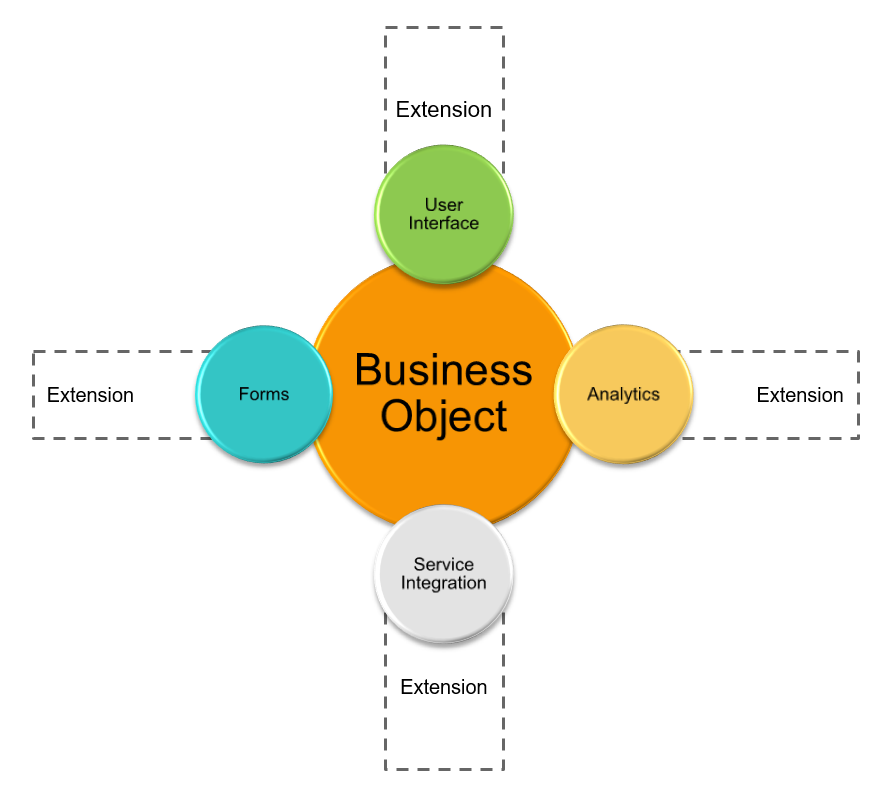 Extension
User
Interface
Business
Object
Extension
Forms
Analytics
Extension
Service
Integration
Extension